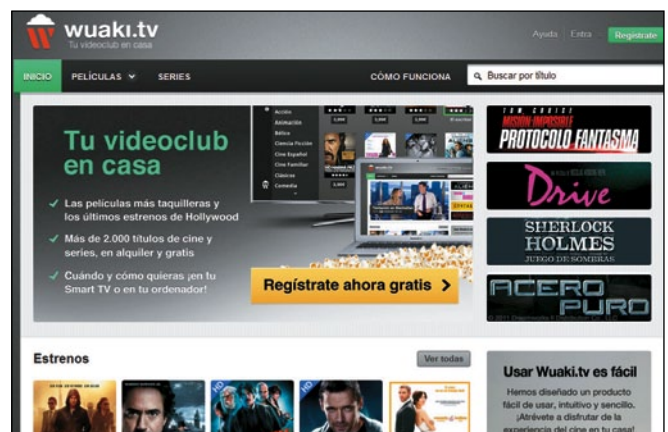 wuaki.tv
Tu videoclub en casa
Ayuda Entra Regístrate
INICIO PELÍCULAS SERIES CÓMO FUNCIONA Buscar por título
Tu videoclub
en casa
Las películas más taquilleras y
los últimos estrenos de Hollywood
Más de 2.000 títulos de cine y
series, en alquiler y gratis
Cuándo y cómo quieras ¡en tu
Smart TV o en tu ordenador!
Acción
Animación
Bélica
Ciencia Ficción
Cine Español
Cine Familiar
Clásicos
Comedia
Regístrate ahora gratis >
TOM CRUISE
MISSION: IMPOSSIBLE
PROTOCOLO FANTASMA
Drive
SHERLOCK
HOLMES
JUEGO DE SOMBRAS
ACERO
PURO
Estrenos
Ver todas
HD
HD
Usar Wuaki.tv es fácil
Hemos diseñado un producto
fácil de usar, intuitivo y sencillo.
¡Atrévete a disfrutar de la
experiencia del cine en tu casa!